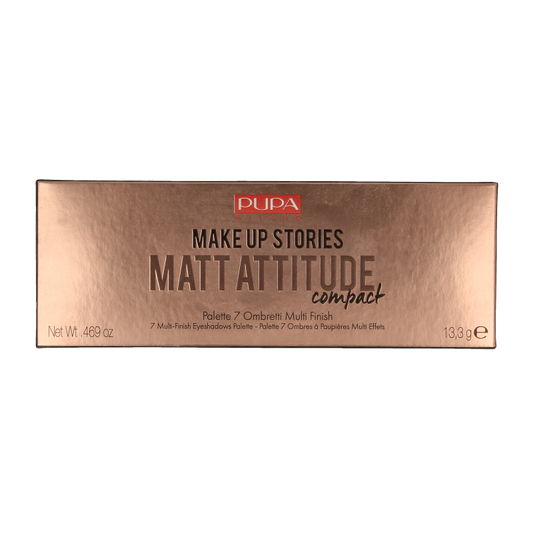 PUPA
MAKE UP STORIES
MATT ATTITUDE
compact
Palette 7 Ombretti Multi Finish
7 Multi-Finish Eyeshadows Palette - Palette 7 Ombres à Paupières Multi Effets
Net Wt .469 oz
13,3 g ℮